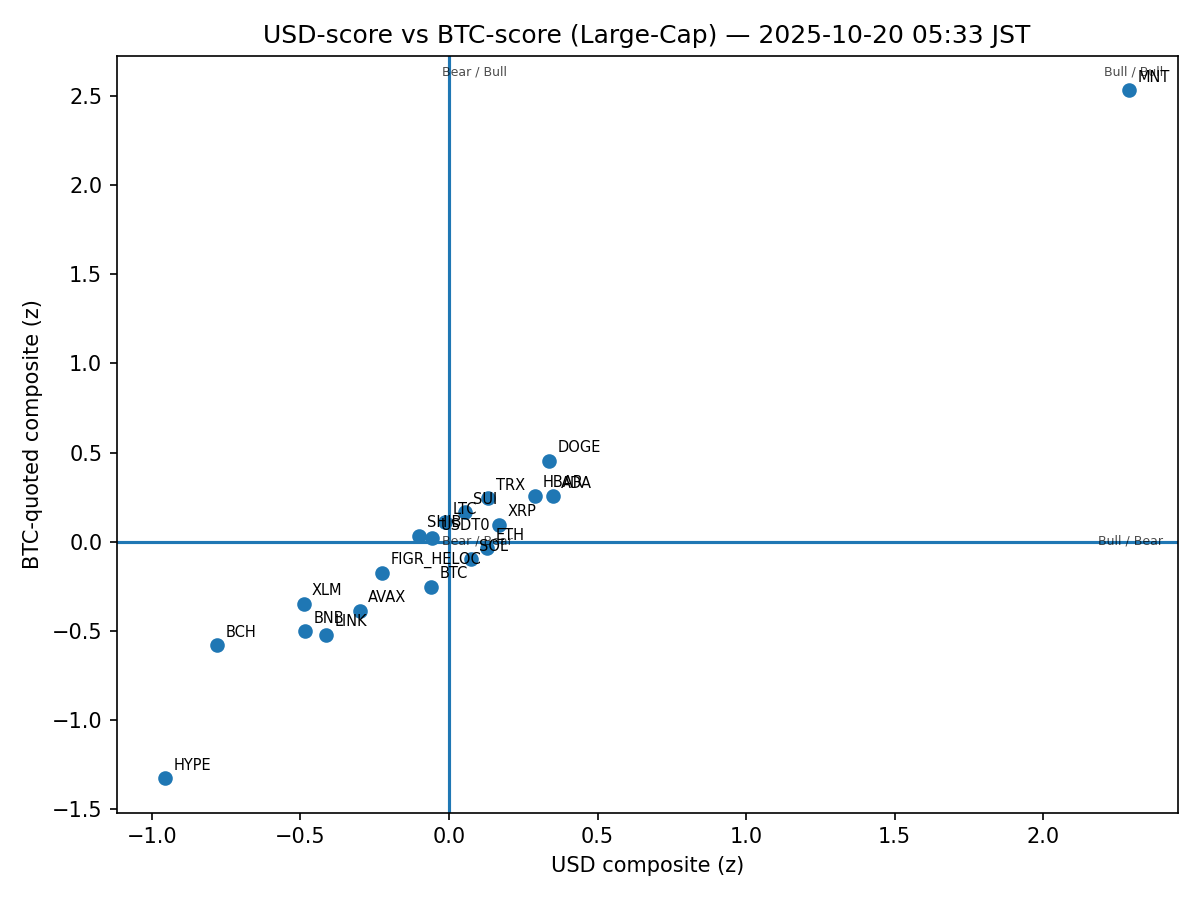 USD-score vs BTC-score (Large-Cap) — 2025-10-20 05:33 JST
Bear / Bull
Bull / Bull
MNT
2.5
2.0
1.5
1.0
0.5
0.0
−0.5
−1.0
−1.5
BTC-quoted composite (z)
DOGE
TRX
HBAR
ADA
SUI
LTC
XRP
SHIB
USDT0
ETH
SOL
Bear / Bear
Bull / Bear
FIGR_HELOC
BTC
XLM
AVAX
BNB
LINK
BCH
HYPE
−1.0
−0.5
0.0
0.5
1.0
1.5
2.0
USD composite (z)